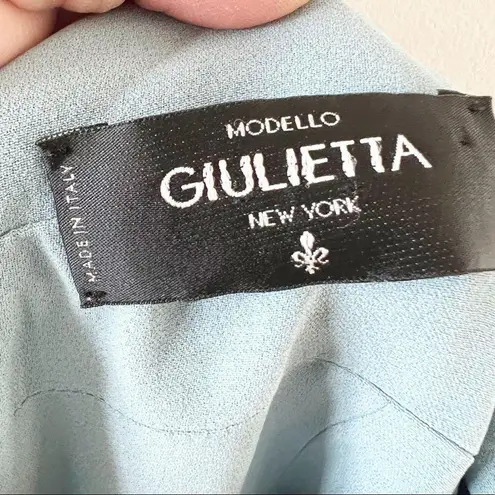 MODELLO
GIULIETTA
NEW YORK
MADE IN ITALY